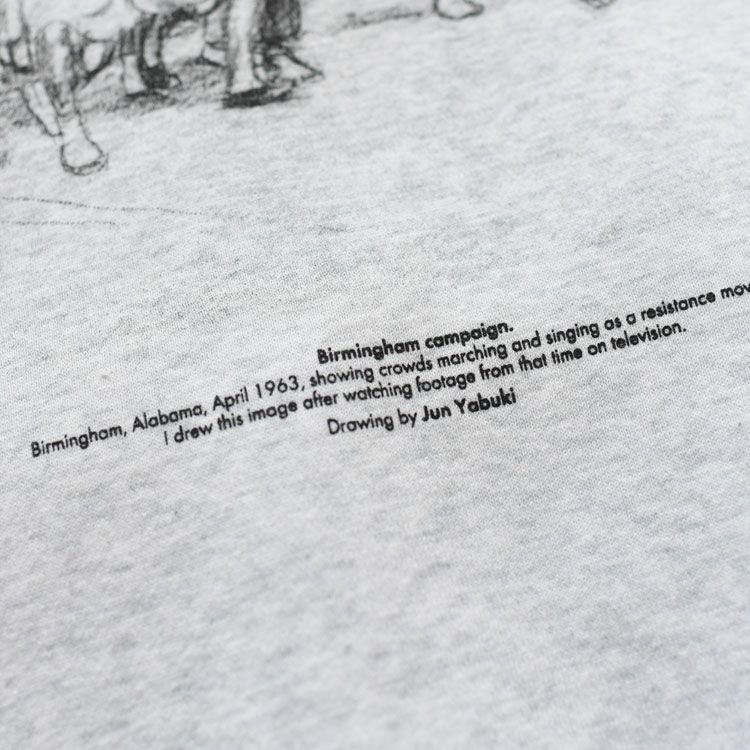 Birmingham campaign.
Birmingham, Alabama, April 1963, showing crowds marching and singing as a resistance
I drew this image after watching footage from that time on television.
Drawing by Jun Yabuki